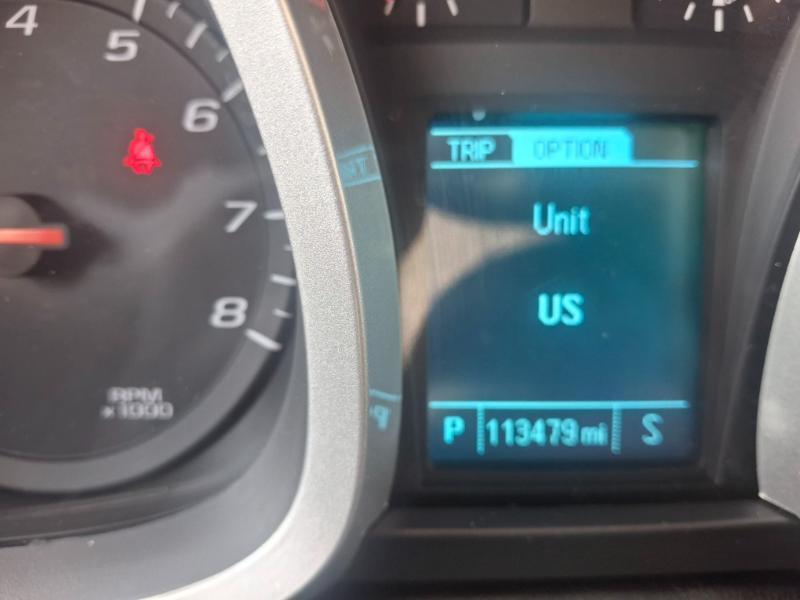 4
5
6
7
8
RPM
x1000
TRIP OPTION
Unit
US
P 113479 mi S